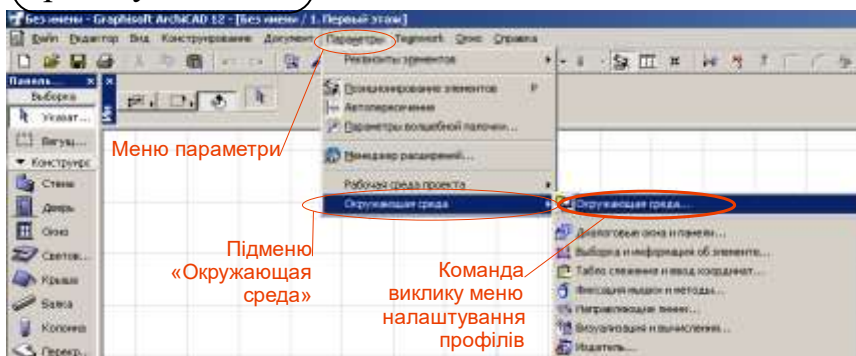 Без имени - Graphisoft ArchiCAD 12 - [Без имени / 1. Первый этаж]
Файл Редактор Вид Конструирование Документ Параметры Teamwork Окно Справка
Панель...
Выборка
Указат...
Бегущ...
Конструирс
Стена
Дверь
Окно
Светов...
Крыша
Балка
Колонна
Перекр...
Реквизиты элементов
Позиционирование элементов P
Автопересечение
Параметры волшебной палочки...
Менеджер расширений...
Рабочая среда проекта
Окружающая среда
Окружающая среда...
Диалоговые окна и панели...
Выборка и информация об элементе...
Табло слежения и ввод координат...
Фиксация мышки и методы...
Направляющие линии...
Визуализация и вычисления...
Издатель...
Меню параметри
Підменю
«Окружающая
среда»
Команда
виклику меню
налаштування
профілів